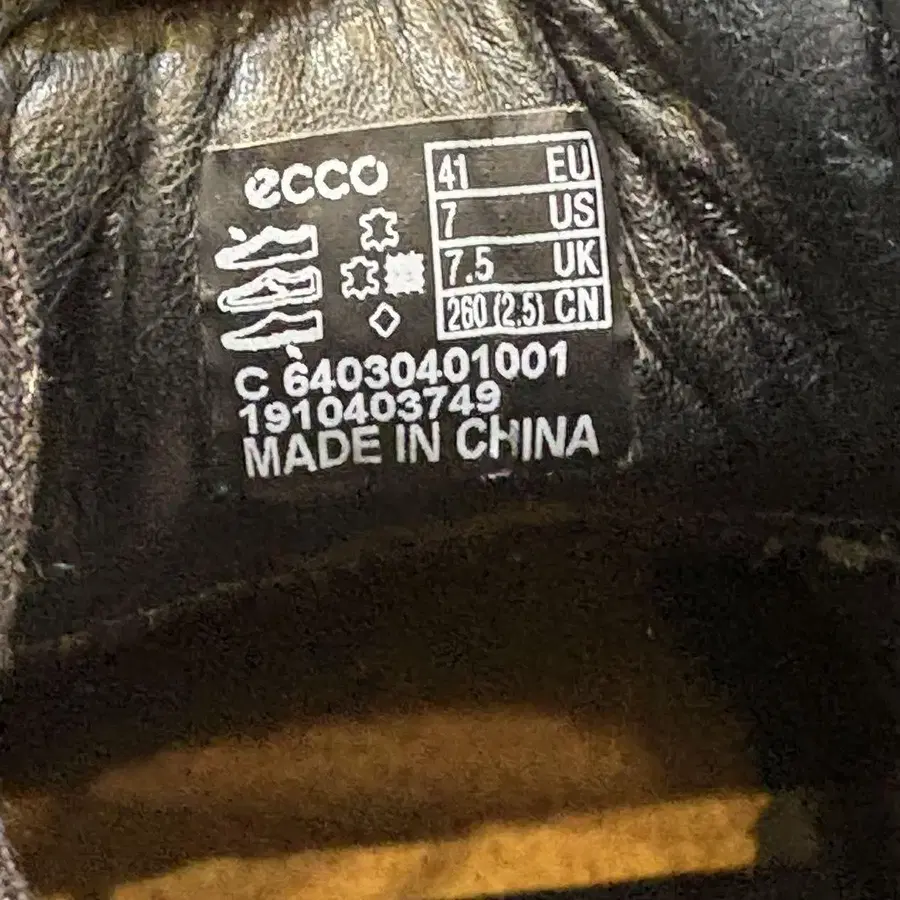 ecco
41 EU
7 US
7.5 UK
260 (2,5) CN
C 64030401001
1910403749
MADE IN CHINA